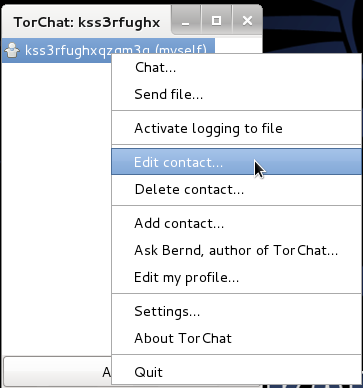 TorChat: kss3rfughx
kss3rfughxqzqm3g (myself)
Chat...
Send file...
Activate logging to file
Edit contact...
Delete contact...
Add contact...
Ask Bernd, author of TorChat...
Edit my profile...
Settings...
About TorChat
A
Quit